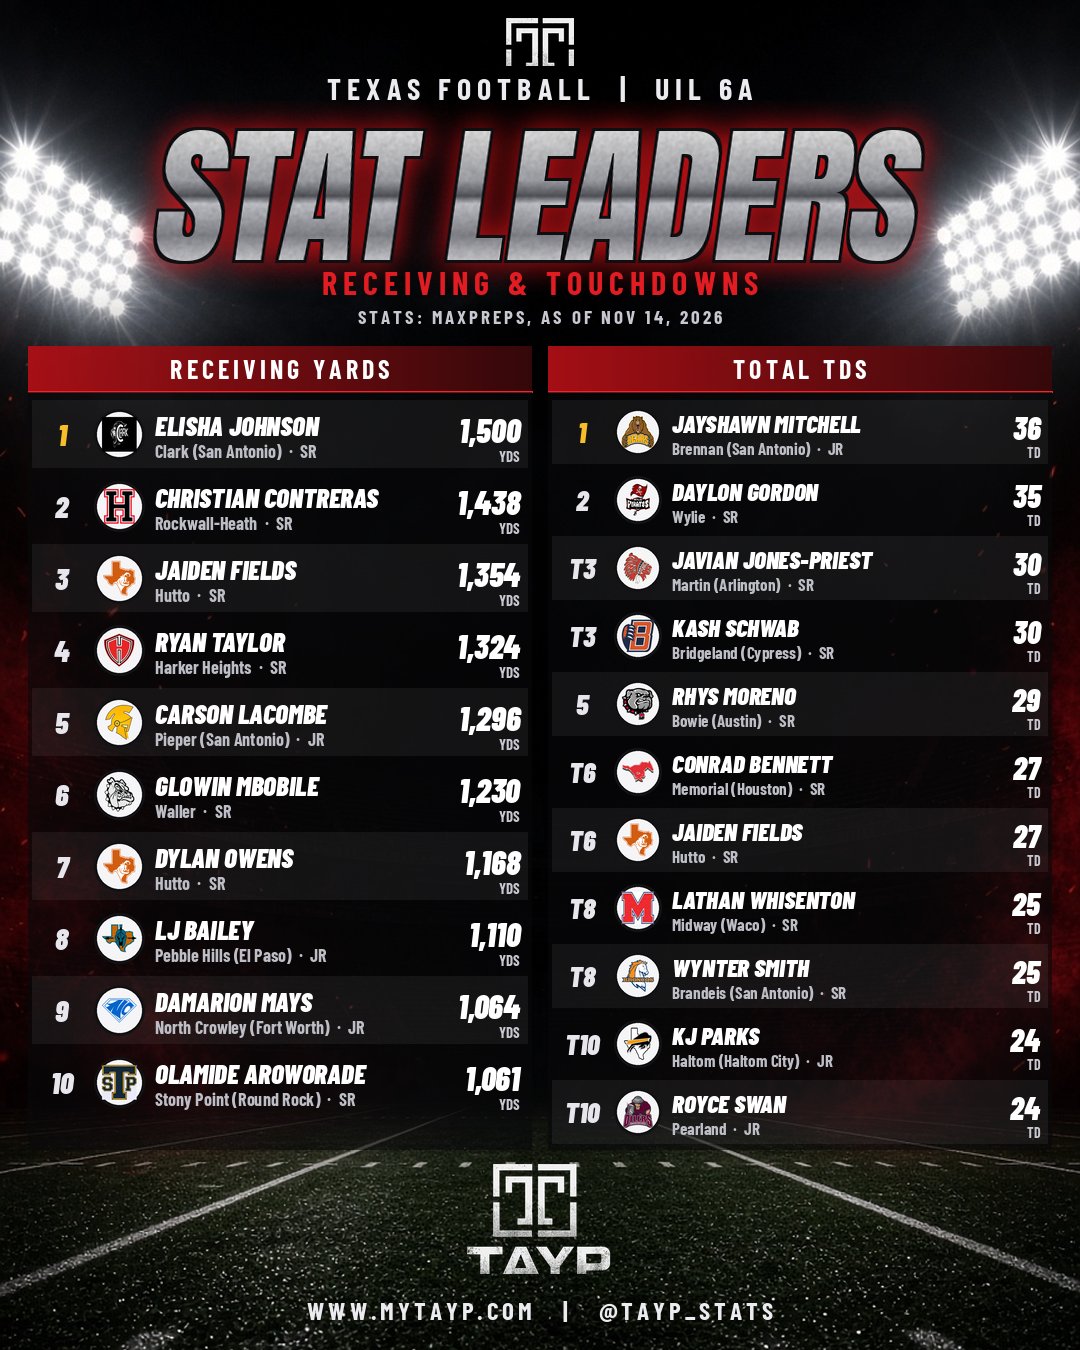 TEXAS FOOTBALL | UIL 6A
STAT LEADERS
RECEIVING & TOUCHDOWNS
STATS: MAXPREPS, AS OF NOV 14, 2026
RECEIVING YARDS
1 ELISHA JOHNSON 1,500
Clark (San Antonio) · SR YDS
2 CHRISTIAN CONTRERAS 1,438
Rockwall-Heath · SR YDS
3 JAIDEN FIELDS 1,354
Hutto · SR YDS
4 RYAN TAYLOR 1,324
Harker Heights · SR YDS
5 CARSON LACOMBE 1,296
Pieper (San Antonio) · JR YDS
6 GLOWIN MBOBILE 1,230
Waller · SR YDS
7 DYLAN OWENS 1,168
Hutto · SR YDS
8 LJ BAILEY 1,110
Pebble Hills (El Paso) · JR YDS
9 DAMARION MAYS 1,064
North Crowley (Fort Worth) · JR YDS
10 OLAMIDE AROWORADE 1,061
Stony Point (Round Rock) · SR YDS
TOTAL TDS
1 JAYSHAWN MITCHELL 36
Brennan (San Antonio) · JR TD
2 DAYLON GORDON 35
Wylie · SR TD
T3 JAVIAN JONES-PRIEST 30
Martin (Arlington) · SR TD
T3 KASH SCHWAB 30
Bridgeland (Cypress) · SR TD
5 RHYS MORENO 29
Bowie (Austin) · SR TD
T6 CONRAD BENNETT 27
Memorial (Houston) · SR TD
T6 JAIDEN FIELDS 27
Hutto · SR TD
T8 LATHAN WHISENTON 25
Midway (Waco) · SR TD
T8 WYNTER SMITH 25
Brandeis (San Antonio) · SR TD
T10 KJ PARKS 24
Haltom (Haltom City) · JR TD
T10 ROYCE SWAN 24
Pearland · JR TD
TAYP
WWW.MYTAYP.COM | @TAYP_STATS